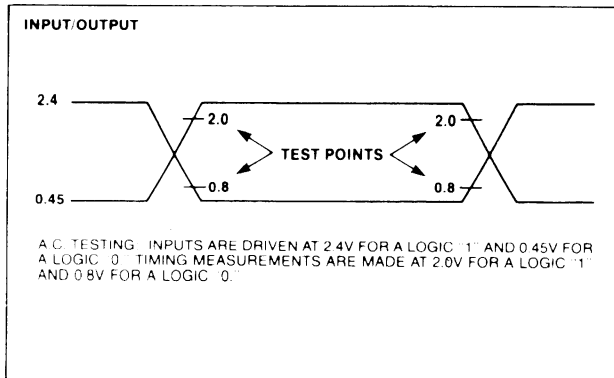 INPUT/OUTPUT
2.4
2.0
2.0
TEST POINTS
0.8
0.8
0.45
A.C. TESTING: INPUTS ARE DRIVEN AT 2.4V FOR A LOGIC "1" AND 0.45V FOR
A LOGIC "0." TIMING MEASUREMENTS ARE MADE AT 2.0V FOR A LOGIC "1"
AND 0.8V FOR A LOGIC "0."